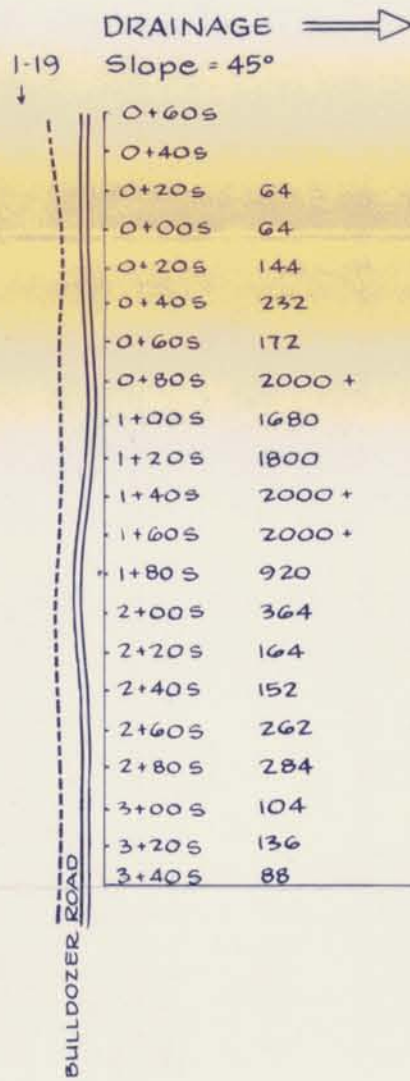 DRAINAGE
1-19 Slope = 45°
0+60S
0+40S
0+20S 64
0+00S 64
0+20S 144
0+40S 232
0+60S 172
0+80S 2000 +
1+00S 1680
1+20S 1800
1+40S 2000 +
1+60S 2000 +
1+80S 920
2+00S 364
2+20S 164
2+40S 152
2+60S 262
2+80S 284
3+00S 104
3+20S 136
3+40S 88
BULLDOZER ROAD